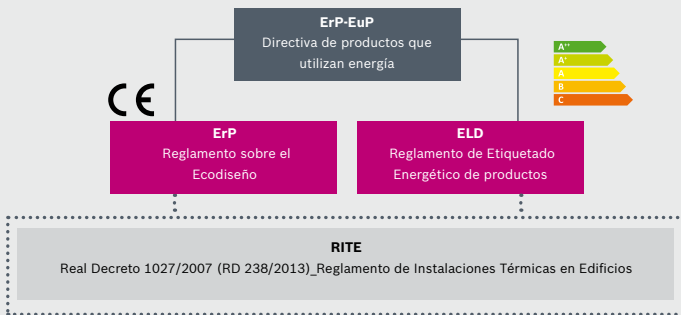 ErP-EuP
Directiva de productos que
utilizan energía
A++
A+
A
B
C
CE
ErP
Reglamento sobre el
Ecodiseño
ELD
Reglamento de Etiquetado
Energético de productos
RITE
Real Decreto 1027/2007 (RD 238/2013)_Reglamento de Instalaciones Térmicas en Edificios